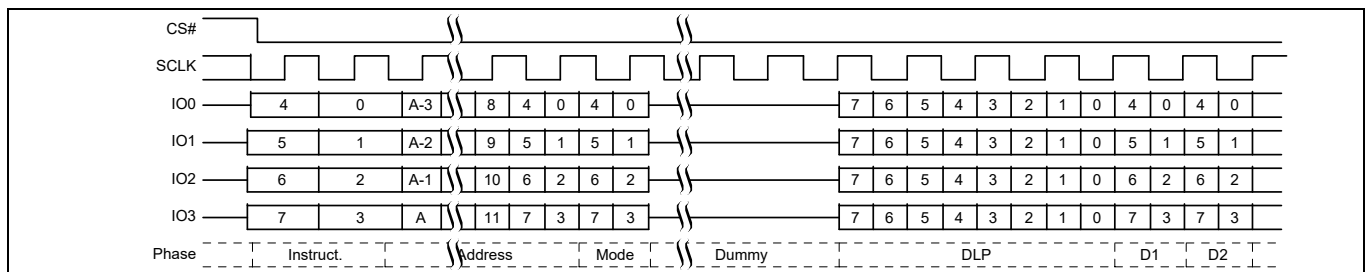 CS#
SCLK
IO0 4 0 A-3 8 4 0 4 0 7 6 5 4 3 2 1 0 4 0 4 0
IO1 5 1 A-2 9 5 1 5 1 7 6 5 4 3 2 1 0 5 1 5 1
IO2 6 2 A-1 10 6 2 6 2 7 6 5 4 3 2 1 0 6 2 6 2
IO3 7 3 A 11 7 3 7 3 7 6 5 4 3 2 1 0 7 3 7 3
Phase Instruct. Address Mode Dummy DLP D1 D2